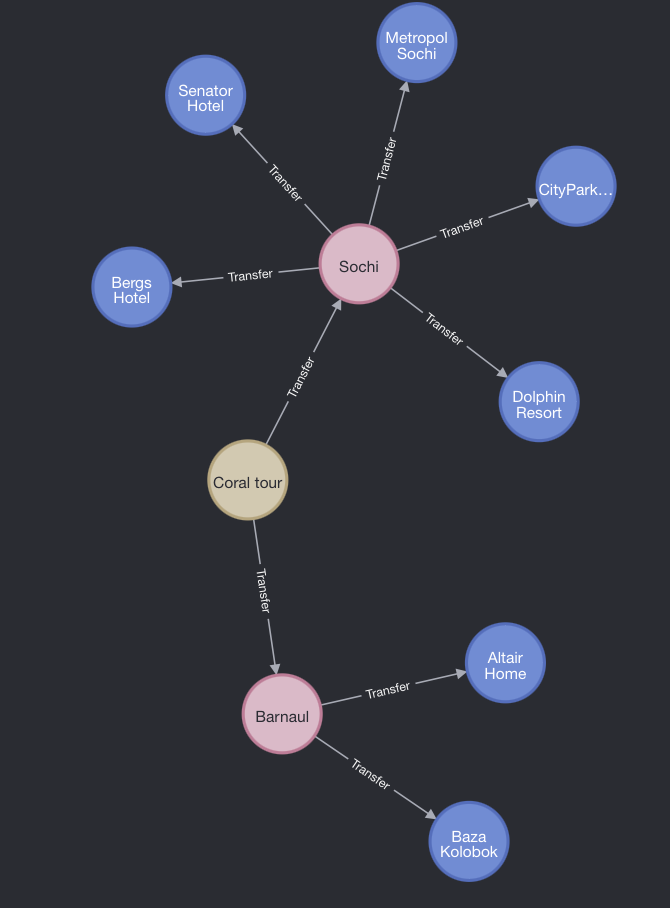 Metropol
Sochi
Senator
Hotel
Transfer
Transfer
CityPark...
Transfer
Sochi
Transfer
Bergs
Hotel
Transfer
Transfer
Dolphin
Resort
Coral tour
Transfer
Altair
Home
Transfer
Barnaul
Transfer
Baza
Kolobok